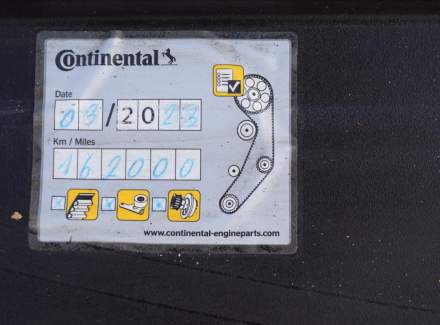 Continental
Date
03/2023
Km / Miles
162000
x x x
www.continental-engineparts.com